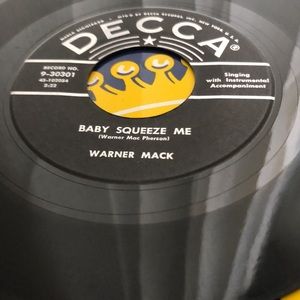 DECCA
RECORD NO.
9-30301
Singing
with Instrumental
Accompaniment
BABY SQUEEZE ME
(Warner Mac Pherson)
WARNER MACK